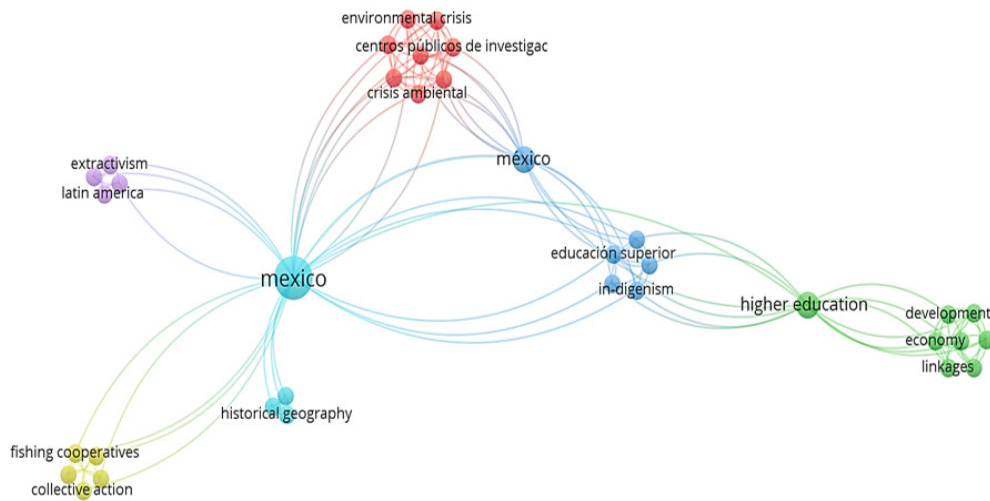 environmental crisis
centros públicos de investigac
crisis ambiental
méxico
extractivism
latin america
mexico
educación superior
in-digenism
higher education
development
economy
linkages
historical geography
fishing cooperatives
collective action